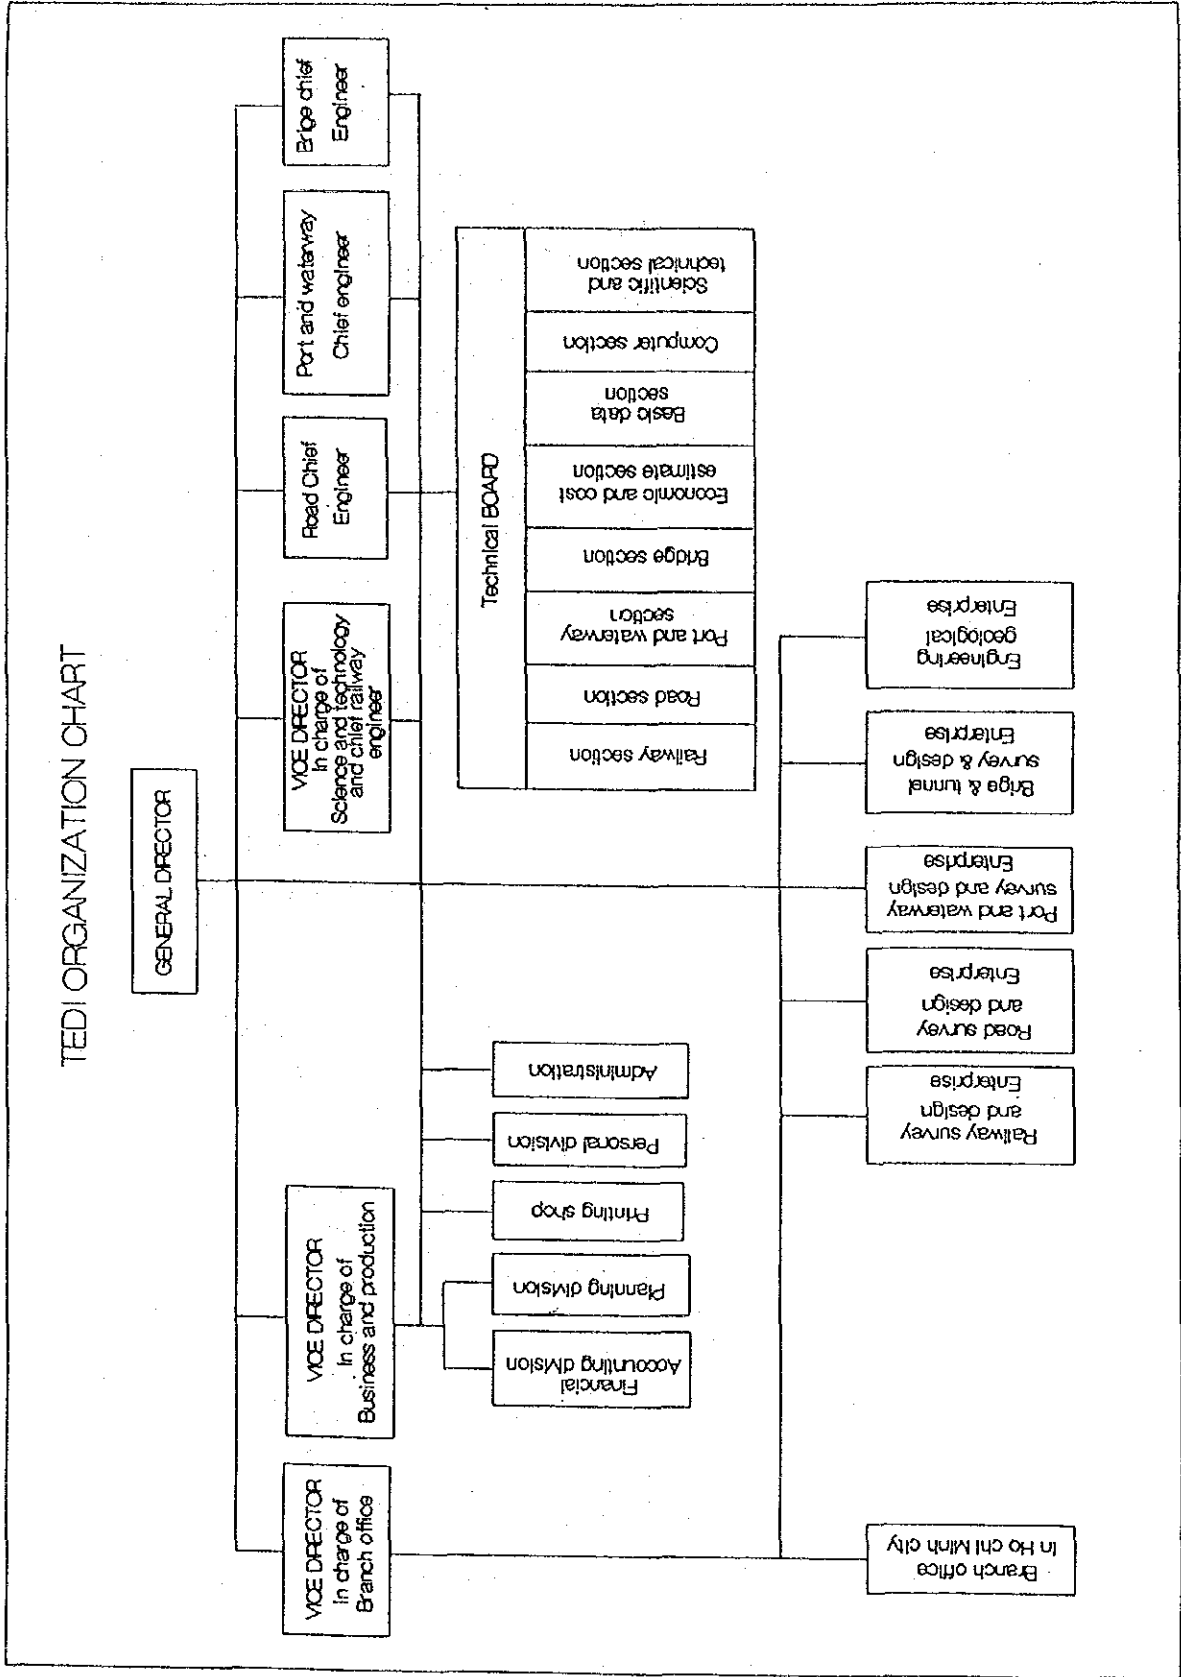 TEDI ORGANIZATION CHART
GENERAL DIRECTOR
VICE DIRECTOR
In charge of
Branch office
VICE DIRECTOR
In charge of
Business and production
VICE DIRECTOR
In charge of
Science and technology
and chief railway
engineer
Road Chief
Engineer
Port and waterway
Chief engineer
Brige chief
Engineer
Financial
Accounting division
Planning division
Printing shop
Personal division
Administration
Technical BOARD
Railway section
Road section
Port and waterway
section
Bridge section
Economic and cost
estimate section
Basic data
section
Computer section
Scientific and
technical section
Branch office
In Ho chi Minh city
Railway survey
and design
Enterprise
Road survey
and design
Enterprise
Port and waterway
survey and design
Enterprise
Brige & tunnel
survey & design
Enterprise
Engineering
geological
Enterprise